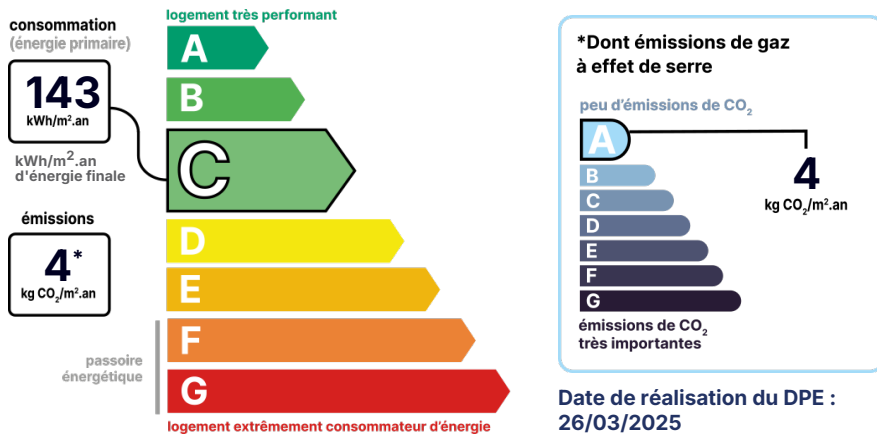 logement très performant
consommation
(énergie primaire)
143
kWh/m².an
kWh/m².an
d'énergie finale
émissions
4*
kg CO₂/m².an
A
B
C
D
E
F
G
passoire
énergétique
logement extrêmement consommateur d'énergie
*Dont émissions de gaz
à effet de serre
peu d'émissions de CO₂
A
B
C
D
E
F
G
4
kg CO₂/m².an
émissions de CO₂
très importantes
Date de réalisation du DPE :
26/03/2025